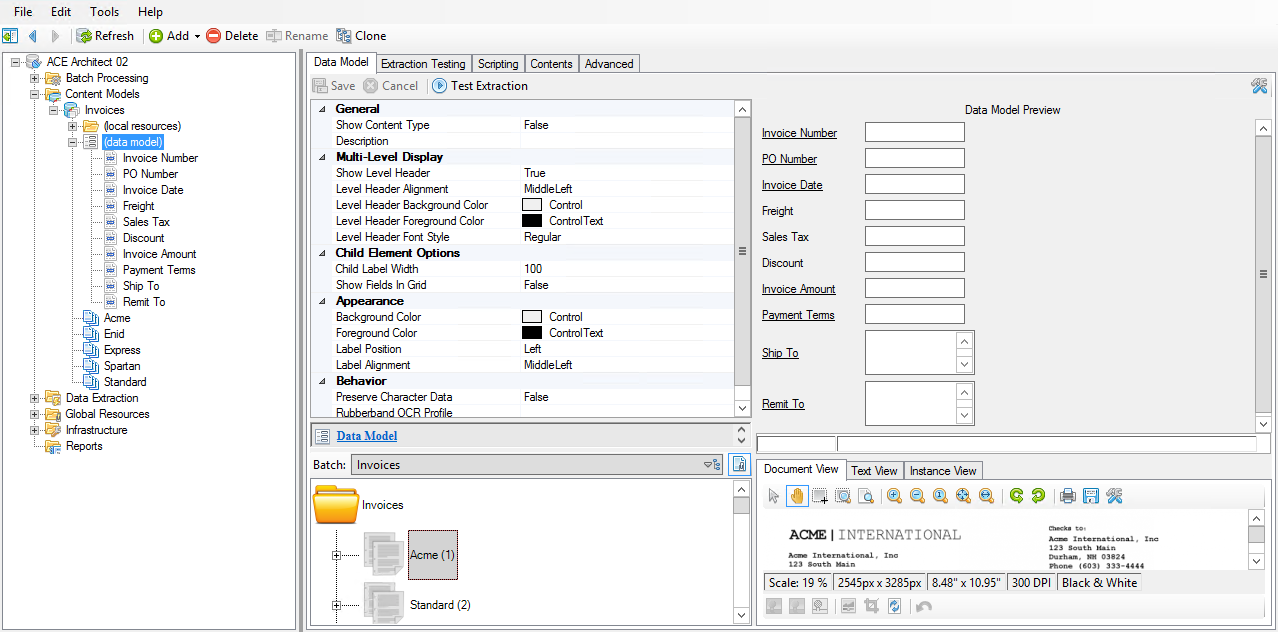 File Edit Tools Help
Refresh Add Delete Rename Clone
ACE Architect 02
Batch Processing
Content Models
Invoices
(local resources)
(data model)
Invoice Number
PO Number
Invoice Date
Freight
Sales Tax
Discount
Invoice Amount
Payment Terms
Ship To
Remit To
Acme
Enid
Express
Spartan
Standard
Data Extraction
Global Resources
Infrastructure
Reports
Data Model Extraction Testing Scripting Contents Advanced
Save Cancel Test Extraction
General
Show Content Type False
Description
Multi-Level Display
Show Level Header True
Level Header Alignment MiddleLeft
Level Header Background Color Control
Level Header Foreground Color ControlText
Level Header Font Style Regular
Child Element Options
Child Label Width 100
Show Fields In Grid False
Appearance
Background Color Control
Foreground Color ControlText
Label Position Left
Label Alignment MiddleLeft
Behavior
Preserve Character Data False
Rubberband OCR Profile
Data Model
Batch: Invoices
Invoices
Acme (1)
Standard (2)
Data Model Preview
Invoice Number
PO Number
Invoice Date
Freight
Sales Tax
Discount
Invoice Amount
Payment Terms
Ship To
Remit To
Document View Text View Instance View
ACME|INTERNATIONAL
Acme International, Inc
123 South Main
Checks to:
Acme International, Inc
123 South Main
Durham, NH 03824
Phone (603) 333-4444
Scale: 19 % 2545px x 3285px 8.48" x 10.95" 300 DPI Black & White